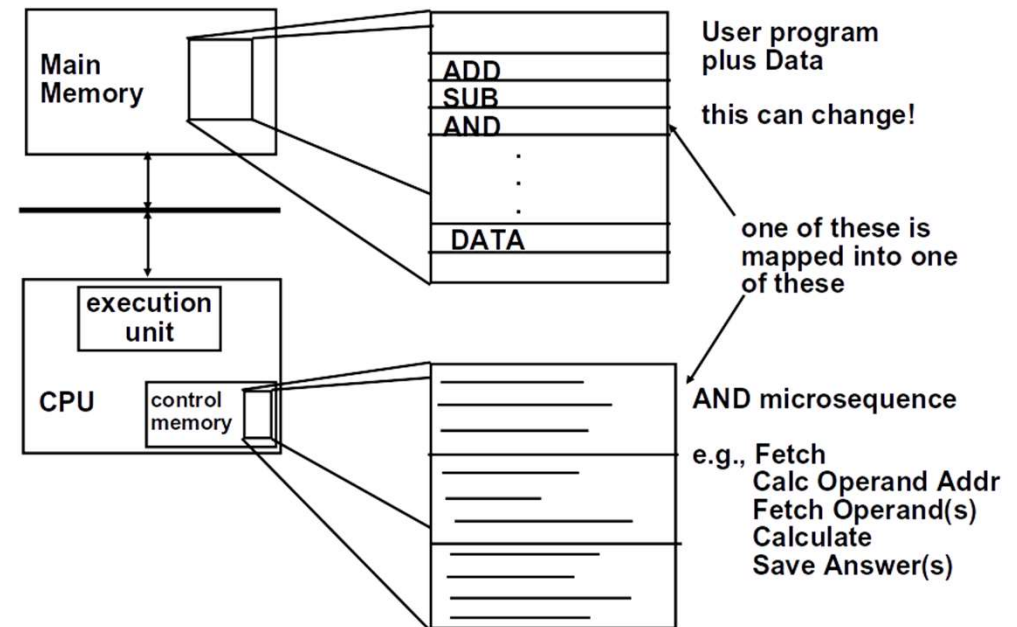 Main
Memory
ADD
SUB
AND
.
.
.
DATA
User program
plus Data
this can change!
one of these is
mapped into one
of these
execution
unit
CPU
control
memory
AND microsequence
e.g., Fetch
Calc Operand Addr
Fetch Operand(s)
Calculate
Save Answer(s)